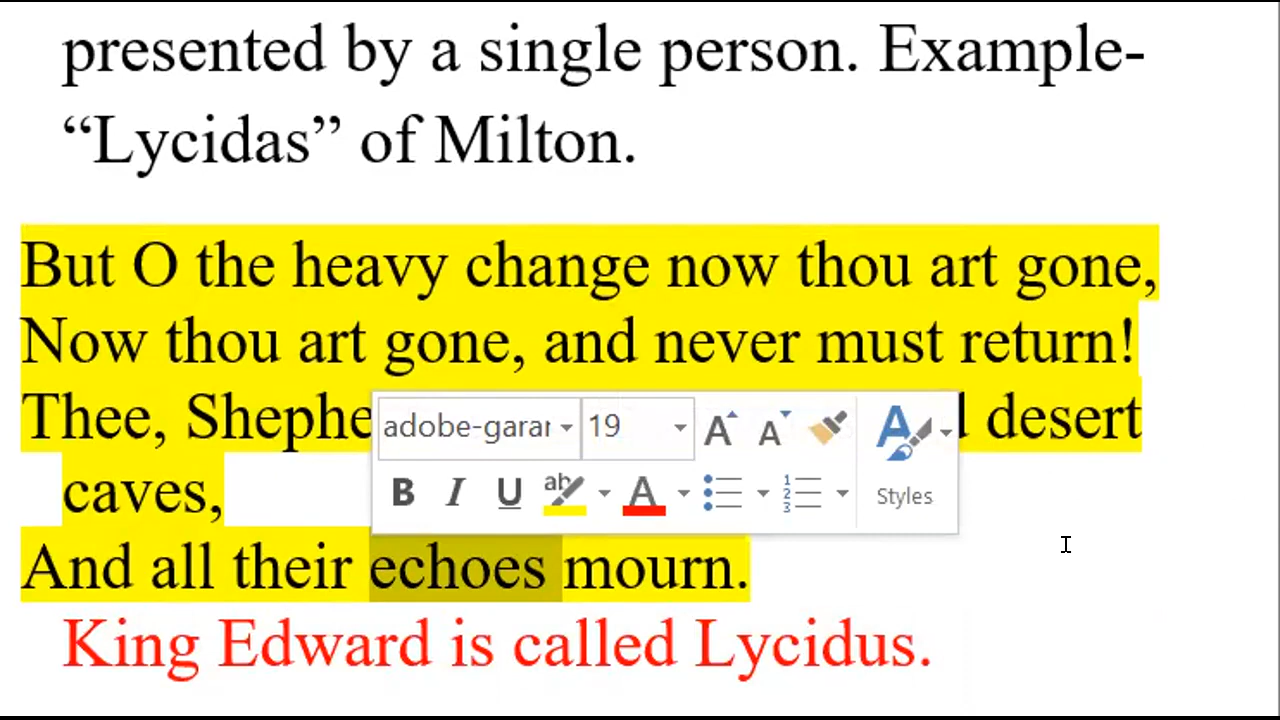 presented by a single person. Example-
“Lycidas” of Milton.
But O the heavy change now thou art gone,
Now thou art gone, and never must return!
Thee, Shephe
desert
adobe-garar 19
Styles
caves,
And all their echoes mourn.
King Edward is called Lycidus.